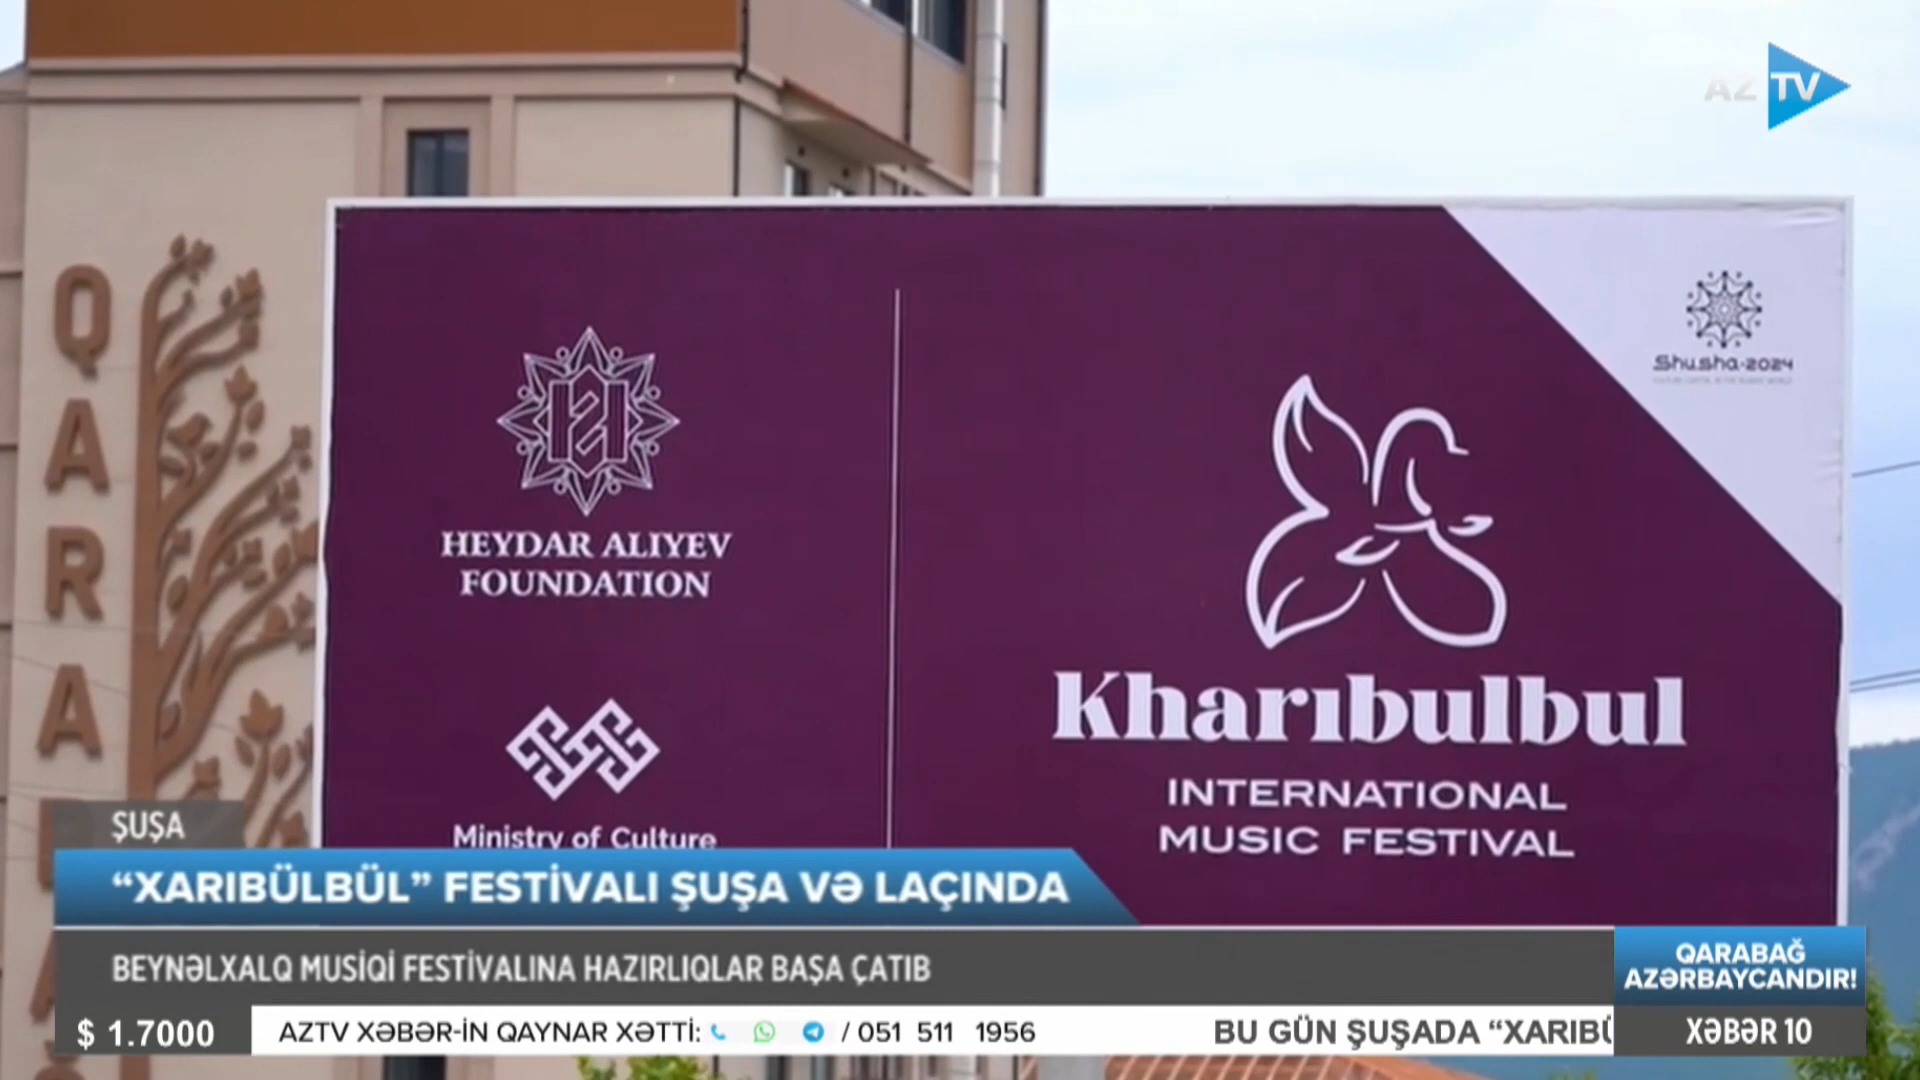 AZ TV
QARABA
Shusha-2024
HEYDAR ALIYEV
FOUNDATION
Kharıbulbul
INTERNATIONAL
MUSIC FESTIVAL
Ministry of Culture
ŞUŞA
“XARIBÜLBÜL” FESTİVALI ŞUŞA VƏ LAÇINDA
BEYNƏLXALQ MUSİQİ FESTİVALINA HAZIRLIQLAR BAŞA ÇATIB
QARABAĞ
AZƏRBAYCANDIR!
$ 1.7000
AZTV XƏBƏR-İN QAYNAR XƏTTİ: / 051 511 1956
BU GÜN ŞUŞADA “XARIBÜ
XƏBƏR 10